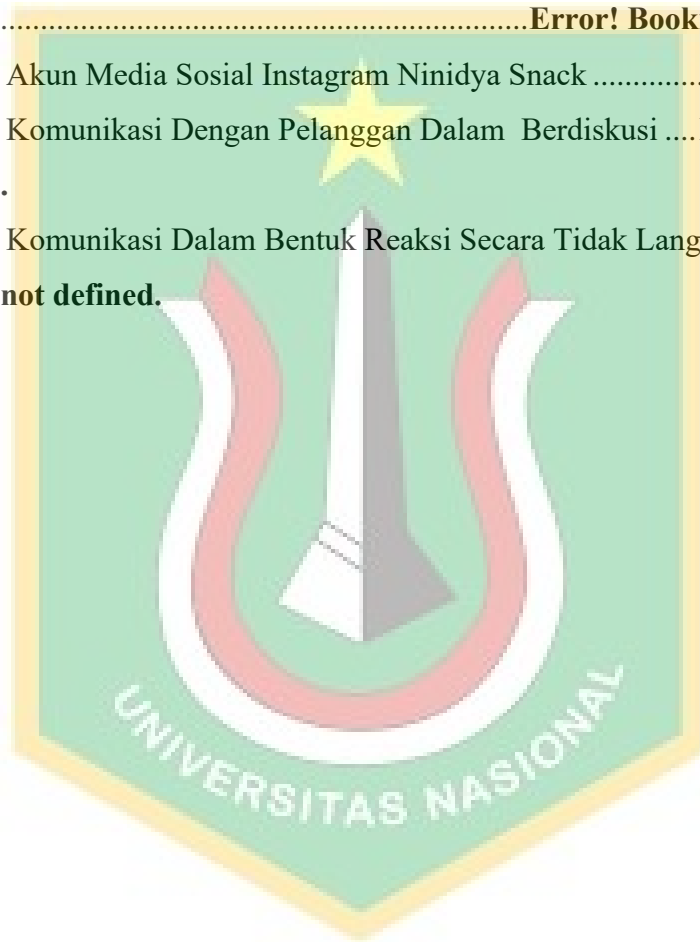 ....................................................................Error! Book
Akun Media Sosial Instagram Ninidya Snack ..............
Komunikasi Dengan Pelanggan Dalam  Berdiskusi ....
.
Komunikasi Dalam Bentuk Reaksi Secara Tidak Lang
not defined.
UNIVERSITAS NASIONAL